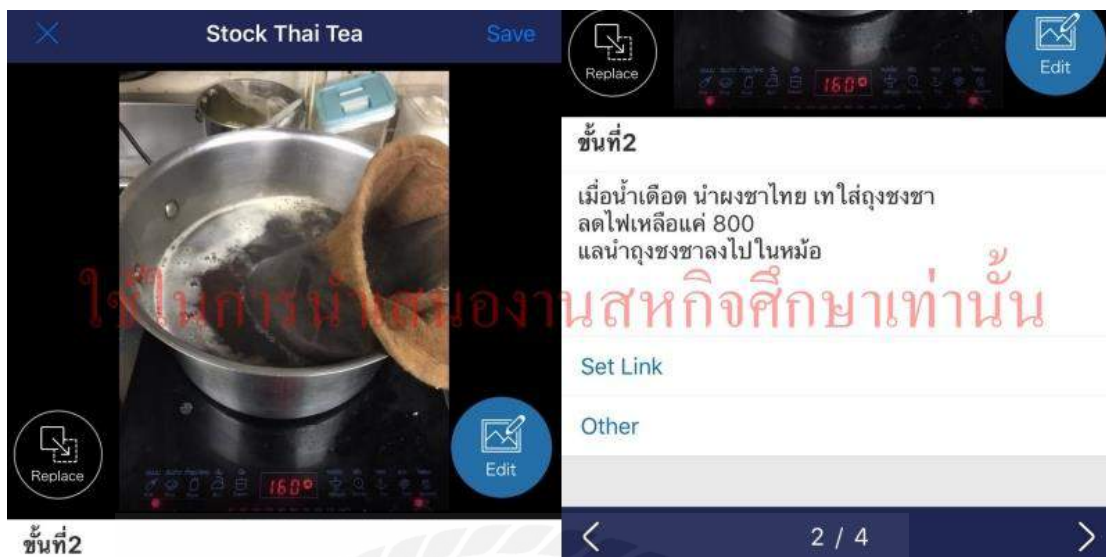 Stock Thai Tea
Save
Replace
Edit
160°
ขั้นที่2
Replace
Edit
160°
ขั้นที่2
เมื่อน้ำเดือด นำผงชาไทย เทใส่ถุงชงชา
ลดไฟเหลือแค่ 800
แลนำถุงชงชาลงไปในหม้อ
ใช้ในการนำเสนองานสหกิจศึกษาเท่านั้น
Set Link
Other
2 / 4